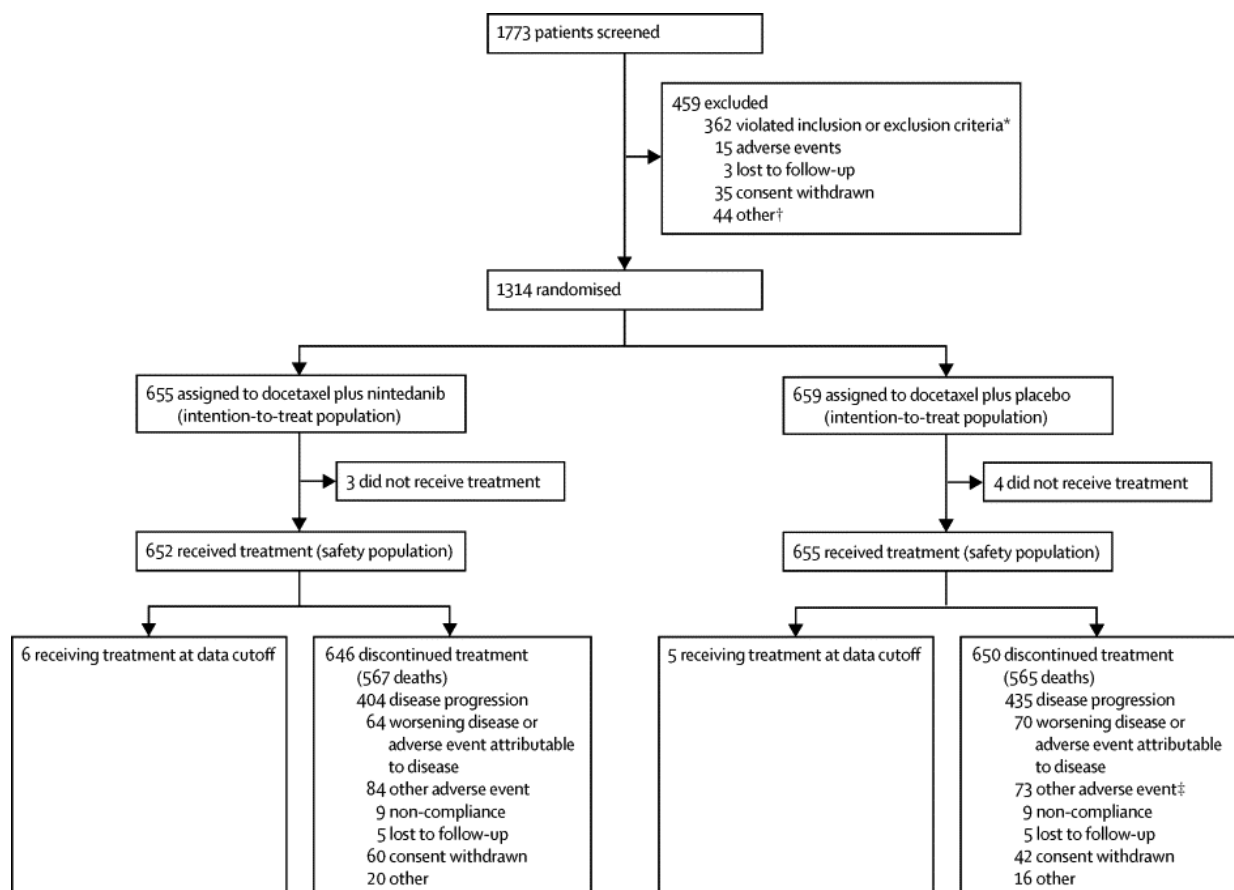 1773 patients screened
459 excluded
362 violated inclusion or exclusion criteria*
15 adverse events
3 lost to follow-up
35 consent withdrawn
44 other†
1314 randomised
655 assigned to docetaxel plus nintedanib
(intention-to-treat population)
659 assigned to docetaxel plus placebo
(intention-to-treat population)
3 did not receive treatment
4 did not receive treatment
652 received treatment (safety population)
655 received treatment (safety population)
6 receiving treatment at data cutoff
646 discontinued treatment
(567 deaths)
404 disease progression
64 worsening disease or
adverse event attributable
to disease
84 other adverse event
9 non-compliance
5 lost to follow-up
60 consent withdrawn
20 other
5 receiving treatment at data cutoff
650 discontinued treatment
(565 deaths)
435 disease progression
70 worsening disease or
adverse event attributable
to disease
73 other adverse event‡
9 non-compliance
5 lost to follow-up
42 consent withdrawn
16 other